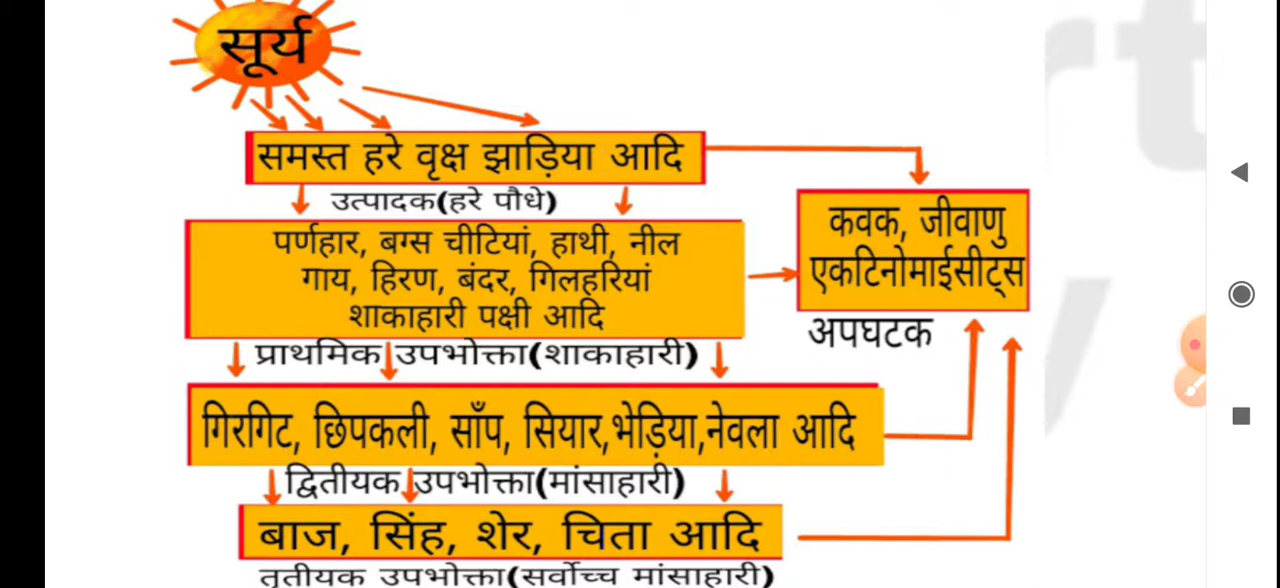 सूर्य
समस्त हरे वृक्ष झाड़िया आदि
उत्पादक(हरे पौधे)
पर्णहार, बग्स चीटियां, हाथी, नील
गाय, हिरण, बंदर, गिलहरियां
शाकाहारी पक्षी आदि
प्राथमिक उपभोक्ता(शाकाहारी)
कवक, जीवाणु
एकटिनोमाईसीट्स
अपघटक
गिरगिट, छिपकली, साँप, सियार,भेड़िया,नेवला आदि
द्वितीयक उपभोक्ता(मांसाहारी)
बाज, सिंह, शेर, चिता आदि
तृतीयक उपभोक्ता(सर्वोच्च मांसाहारी)